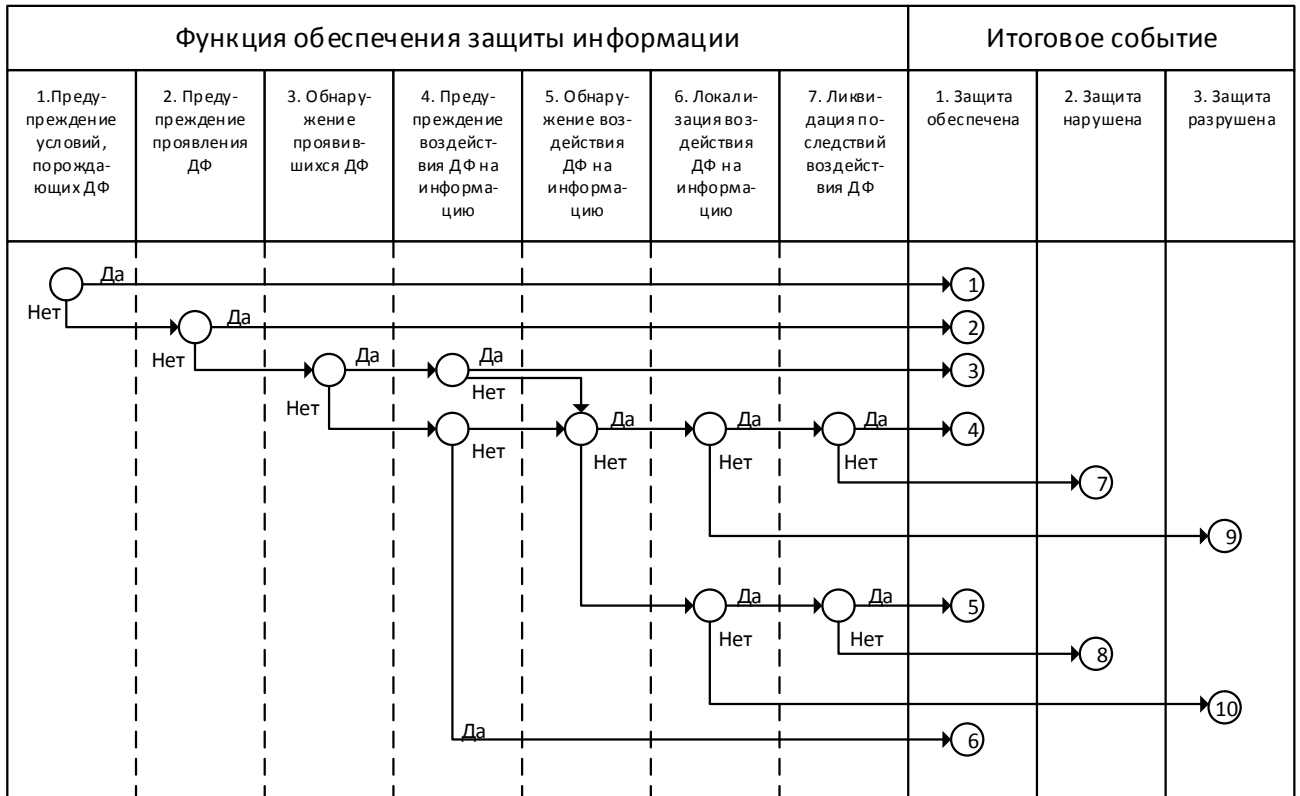 Функция обеспечения защиты информации
Итоговое событие
1.Преду-
преждение
условий,
порожда-
ющих ДФ
2. Преду-
преждение
проявления
ДФ
3. Обнару-
жение
проявив-
шихся ДФ
4. Преду-
преждение
воздейст-
вия ДФ на
информа-
цию
5. Обнару-
жение воз-
действия
ДФ на
информа-
цию
6. Локали-
зация воз-
действия
ДФ на
информа-
цию
7. Ликви-
дация по-
следствий
воздейст-
вия ДФ
1. Защита
обеспечена
2. Защита
нарушена
3. Защита
разрушена
Да
1
Нет
Да
2
Нет
Да
Да
3
Нет
Нет
Да
Да
Да
4
Нет
Нет
Нет
Нет
7
9
Да
Да
5
Нет
Нет
8
10
Да
6